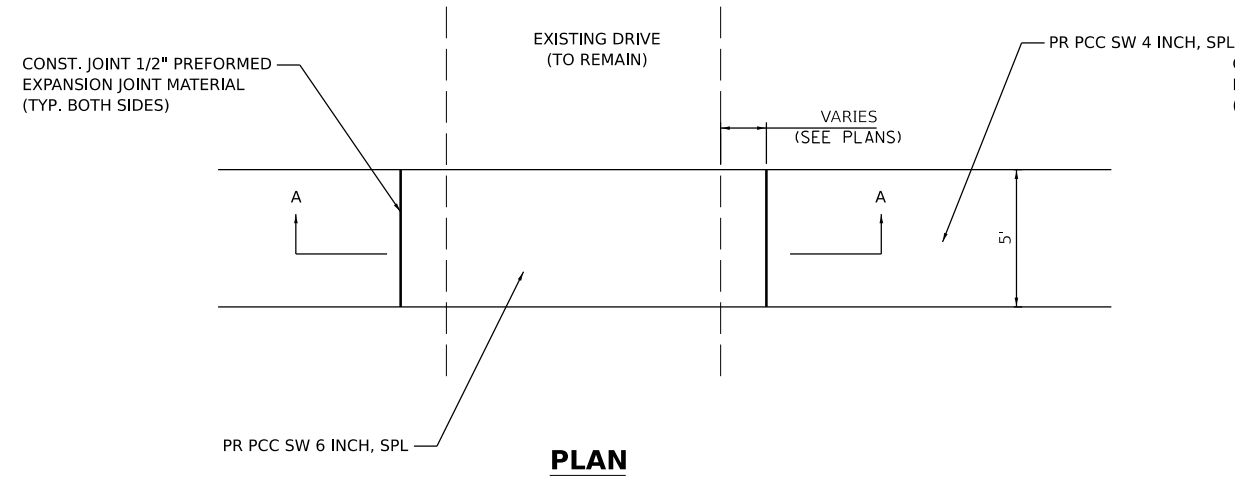 EXISTING DRIVE
(TO REMAIN)
CONST. JOINT 1/2" PREFORMED
EXPANSION JOINT MATERIAL
(TYP. BOTH SIDES)
PR PCC SW 4 INCH, SPL
VARIES
(SEE PLANS)
A
A
5'
PR PCC SW 6 INCH, SPL
PLAN